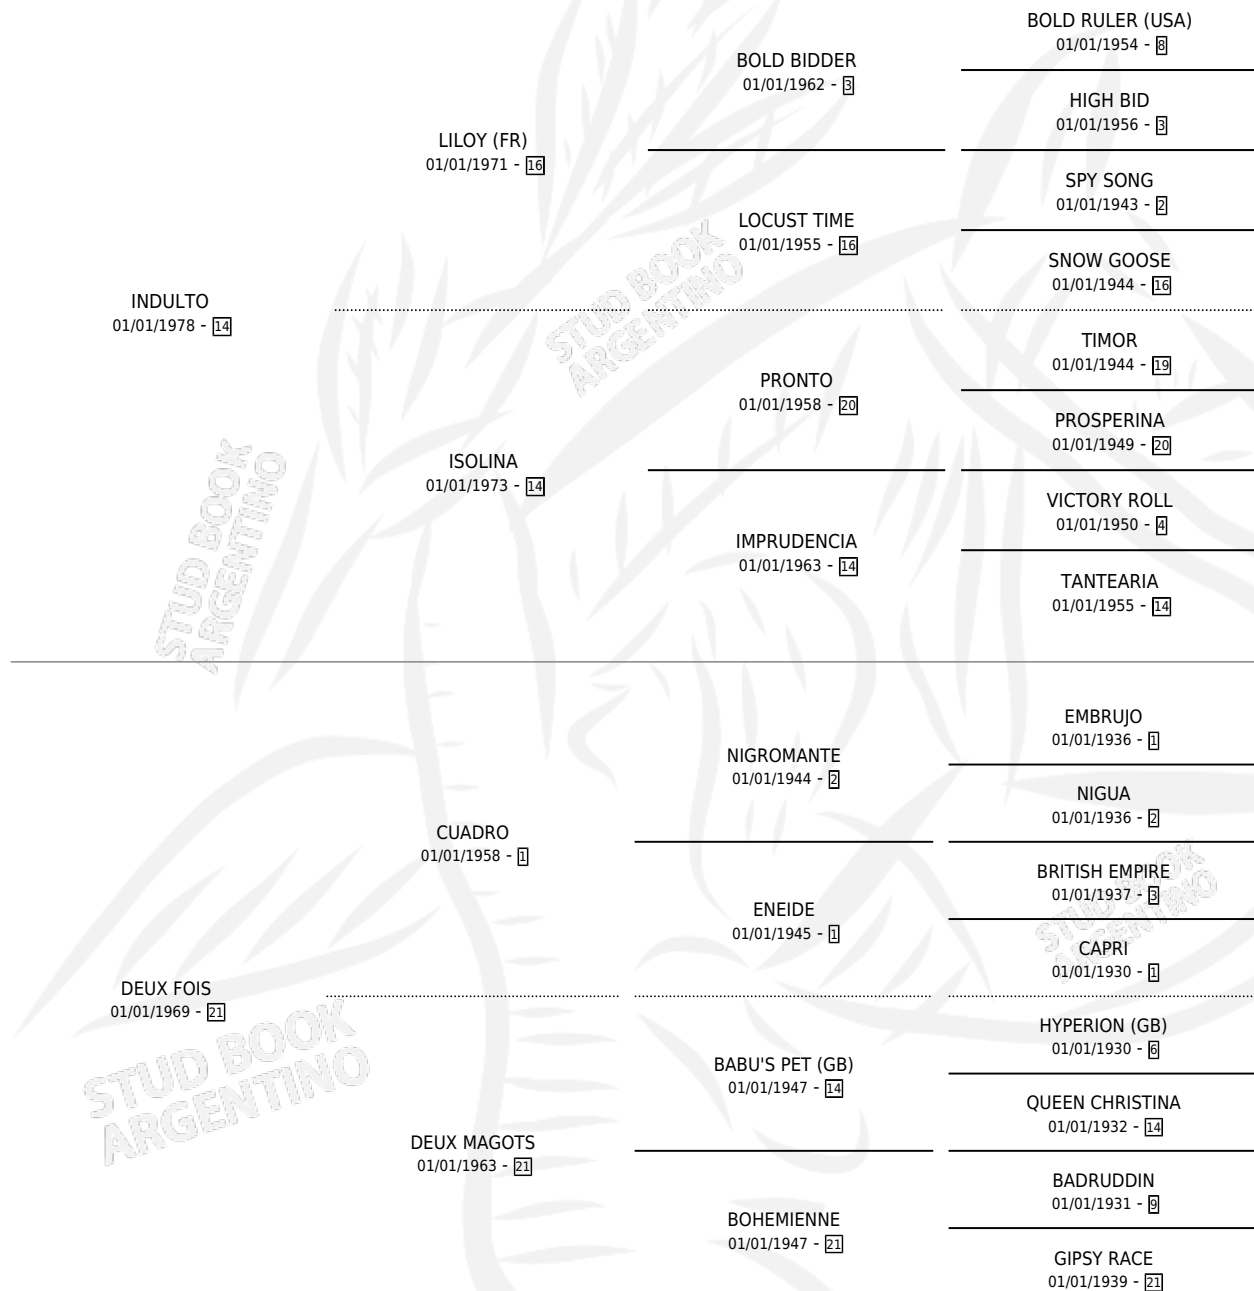 BOLD RULER (USA)
01/01/1954 - 8
BOLD BIDDER
01/01/1962 - 3
HIGH BID
01/01/1956 - 3
LILOY (FR)
01/01/1971 - 16
SPY SONG
01/01/1943 - 2
LOCUST TIME
01/01/1955 - 16
SNOW GOOSE
01/01/1944 - 16
INDULTO
01/01/1978 - 14
STUD BOOK
ARGENTINO
TIMOR
01/01/1944 - 19
PRONTO
01/01/1958 - 20
PROSPERINA
01/01/1949 - 20
ISOLINA
01/01/1973 - 14
VICTORY ROLL
01/01/1950 - 4
IMPRUDENCIA
01/01/1963 - 14
TANTEARIA
01/01/1955 - 14
STUD BOOK
ARGENTINO
EMBRUJO
01/01/1936 - 1
NIGROMANTE
01/01/1944 - 2
NIGUA
01/01/1936 - 2
CUADRO
01/01/1958 - 1
BRITISH EMPIRE
01/01/1937 - 3
ENEIDE
01/01/1945 - 1
CAPRI
01/01/1930 - 1
STUD BOOK
ARGENTINO
DEUX FOIS
01/01/1969 - 21
HYPERION (GB)
01/01/1930 - 6
BABU'S PET (GB)
01/01/1947 - 14
QUEEN CHRISTINA
01/01/1932 - 14
STUD BOOK
ARGENTINO
DEUX MAGOTS
01/01/1963 - 21
BADRUDDIN
01/01/1931 - 9
BOHEMIENNE
01/01/1947 - 21
GIPSY RACE
01/01/1939 - 21